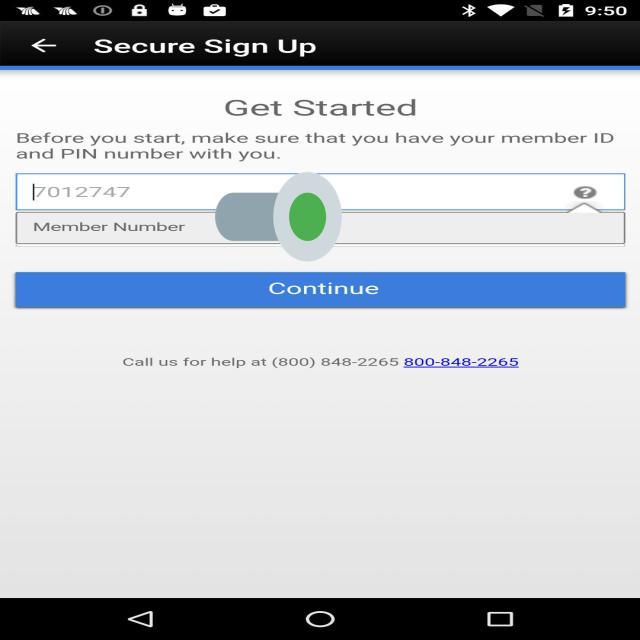 9:50
Secure Sign Up
Get Started
Before you start, make sure that you have your member ID
and PIN number with you.
7012747
Member Number
Continue
Call us for help at (800) 848-2265 800-848-2265